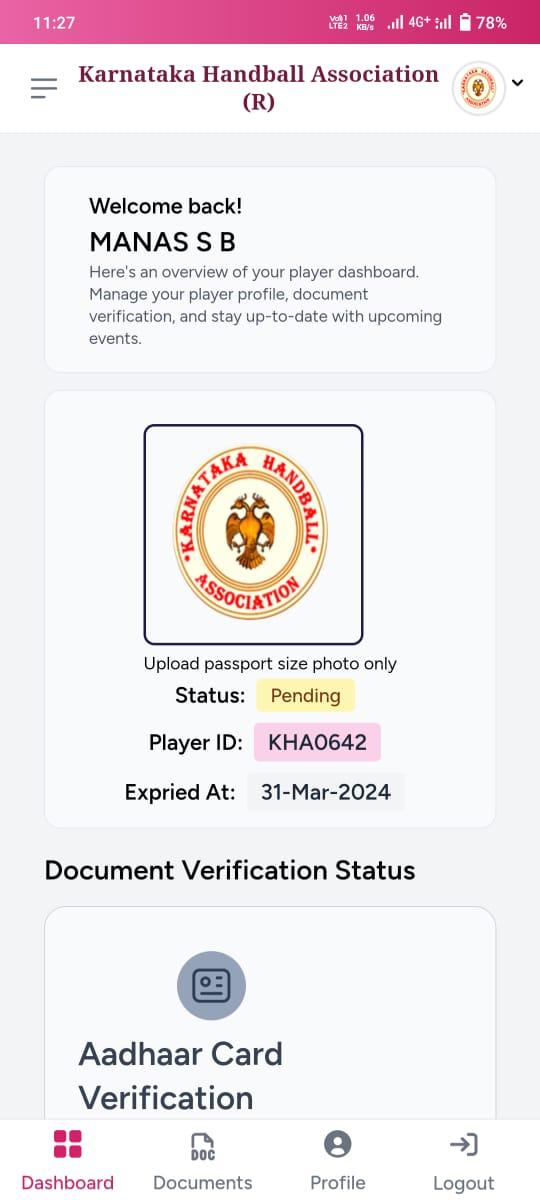 11:27
Vo)) 1
LTE2
1.06
KB/s
4G+
78%
Karnataka Handball Association
(R)
Welcome back!
MANAS S B
Here's an overview of your player dashboard.
Manage your player profile, document
verification, and stay up-to-date with upcoming
events.
KARNATAKA HANDBALL
ASSOCIATION
Upload passport size photo only
Status: Pending
Player ID: KHA0642
Expried At: 31-Mar-2024
Document Verification Status
Aadhaar Card
Verification
DOC
Dashboard Documents Profile Logout